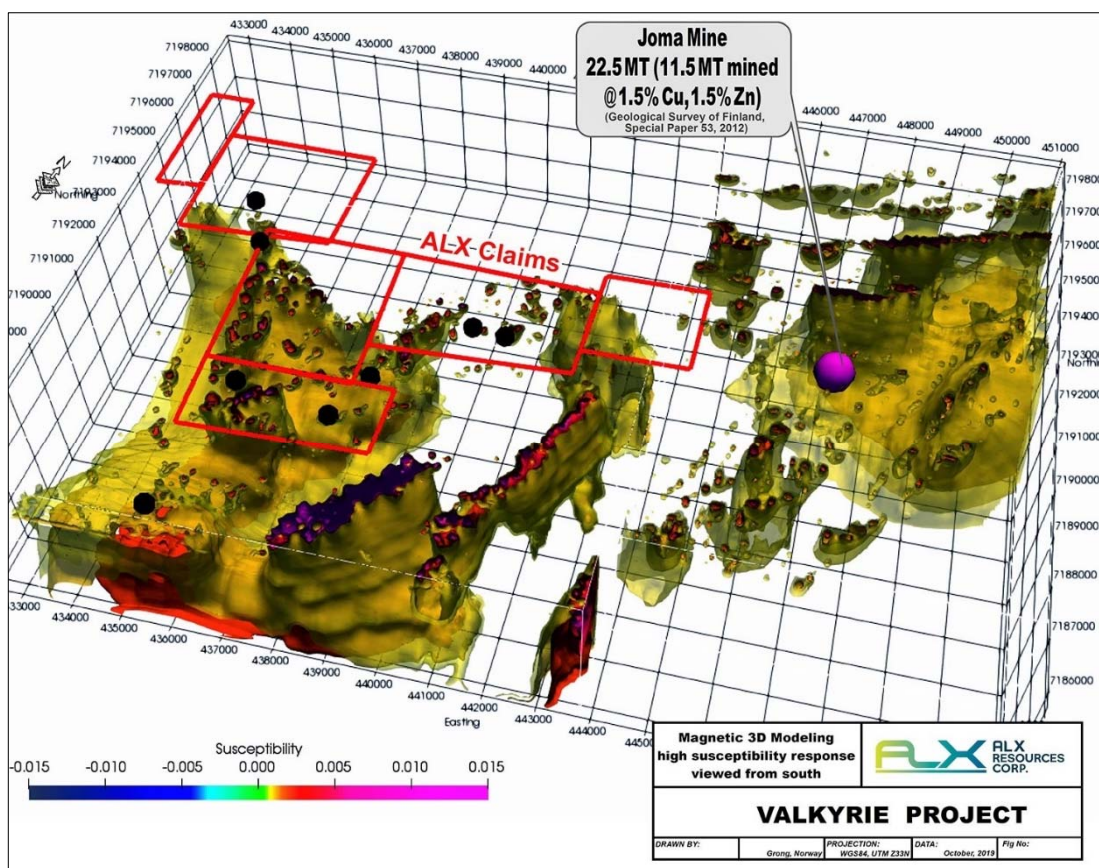 Joma Mine
22.5 MT (11.5 MT mined
@ 1.5% Cu, 1.5% Zn)
(Geological Survey of Finland,
Special Paper 53, 2012)
433000
434000
435000
436000
437000
438000
439000
440000
446000
447000
448000
449000
450000
451000
7198000
7197000
7196000
7195000
7194000
7193000
7192000
7191000
7190000
N
Northing
ALX Claims
7198000
7197000
7196000
7195000
7194000
7193000
7192000
7191000
7190000
7189000
7188000
7187000
7186000
434000
435000
436000
437000
438000
439000
440000
441000
442000
443000
444000
Easting
Susceptibility
-0.015 -0.010 -0.005 0.000 0.005 0.010 0.015
Magnetic 3D Modeling
high susceptibility response
viewed from south
ALX
ALX
RESOURCES
CORP.
VALKYRIE PROJECT
DRAWN BY:
Grong, Norway
PROJECTION:
WGS84, UTM Z33N
DATA:
October, 2019
Fig No: